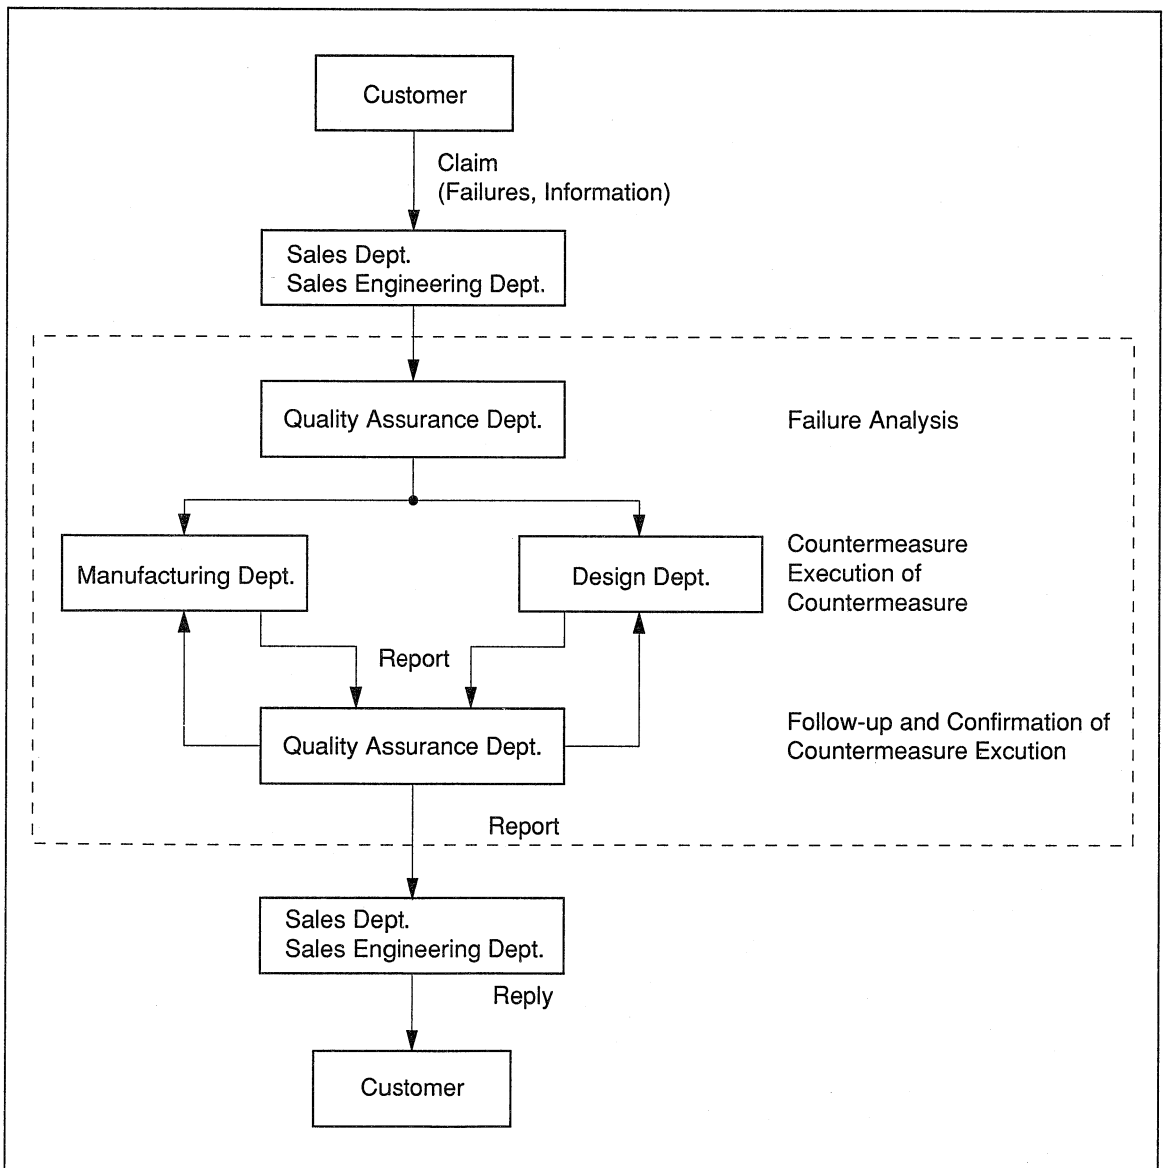 Customer
Claim
(Failures, Information)
Sales Dept.
Sales Engineering Dept.
Quality Assurance Dept.
Failure Analysis
Manufacturing Dept.
Design Dept.
Countermeasure
Execution of
Countermeasure
Report
Quality Assurance Dept.
Follow-up and Confirmation of
Countermeasure Excution
Report
Sales Dept.
Sales Engineering Dept.
Reply
Customer